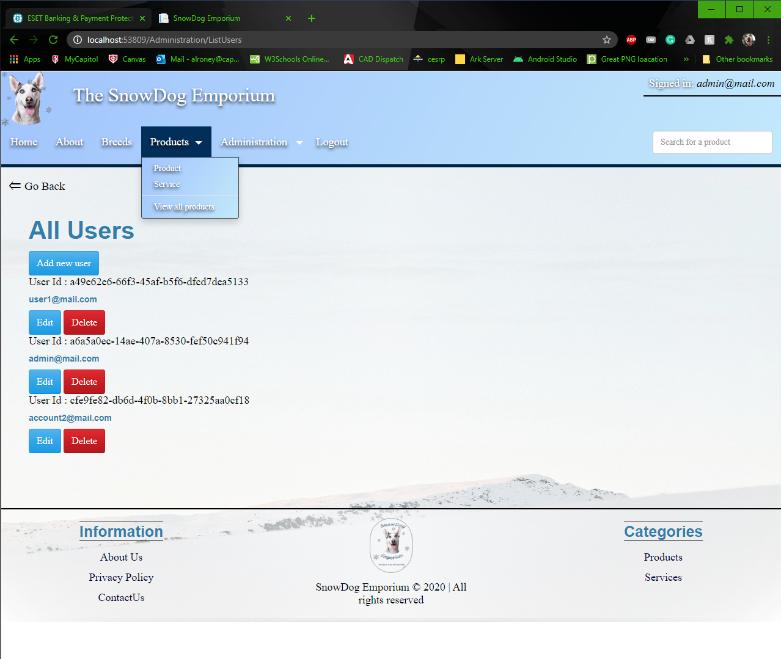 ESET Banking & Payment Protect
SnowDog Emporium
localhost:53809/Administration/ListUsers
Apps MyCapitol Canvas Mail - alroney@cap... W3Schools Online... CAD Dispatch cesrp Ark Server Android Studio Great PNG loacation » Other bookmarks
The SnowDog Emporium
Signed in: admin@mail.com
Home About Breeds Products Administration Logout
Search for a product
Product
Service
View all products
⇐ Go Back
All Users
Add new user
User Id : a49e62e6-66f3-45af-b5f6-dfed7dea5133
user1@mail.com
Edit Delete
User Id : a6a5a0ec-14ae-407a-8530-fef50c941f94
admin@mail.com
Edit Delete
User Id : cfe9fe82-db6d-4f0b-8bb1-27325aa0cf18
account2@mail.com
Edit Delete
Information
About Us
Privacy Policy
ContactUs
SnowDog
Emporium
SnowDog Emporium © 2020 | All
rights reserved
Categories
Products
Services